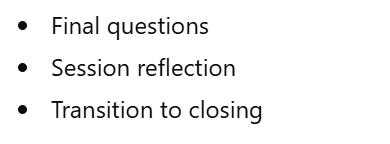 • Final questions
• Session reflection
• Transition to closing